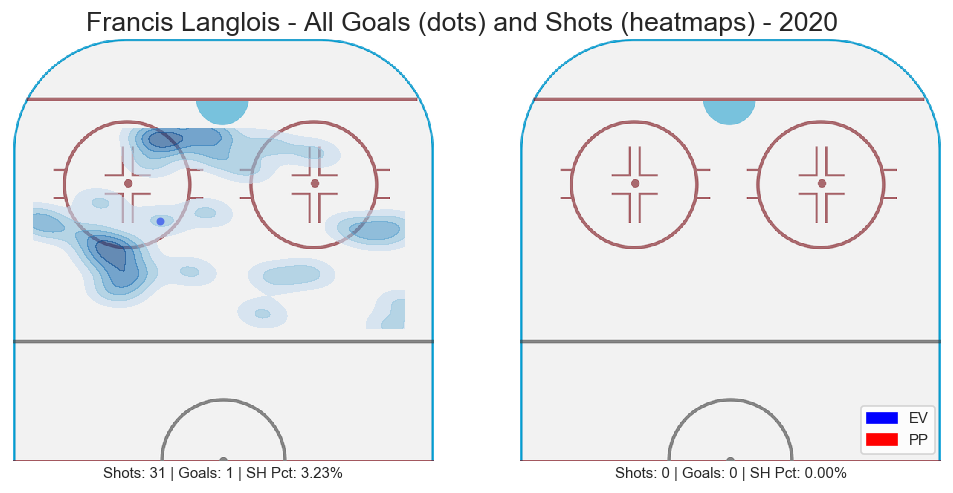 Francis Langlois - All Goals (dots) and Shots (heatmaps) - 2020
EV
PP
Shots: 31 | Goals: 1 | SH Pct: 3.23%
Shots: 0 | Goals: 0 | SH Pct: 0.00%